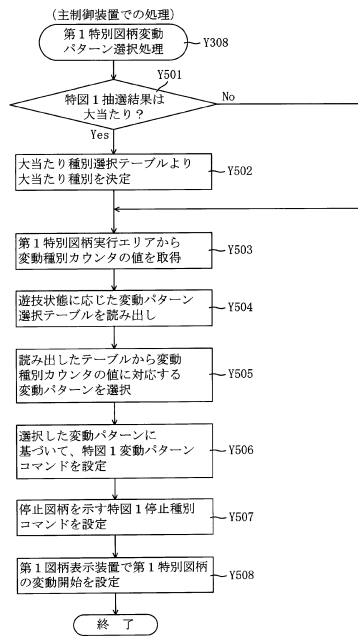 （主制御装置での処理）
第１特別図柄変動
パターン選択処理
Y308
Y501
特図１抽選結果は
大当たり？
No
Yes
大当たり種別選択テーブルより
大当たり種別を決定
Y502
第１特別図柄実行エリアから
変動種別カウンタの値を取得
Y503
遊技状態に応じた変動パターン
選択テーブルを読み出し
Y504
読み出したテーブルから変動
種別カウンタの値に対応する
変動パターンを選択
Y505
選択した変動パターンに
基づいて、特図１変動パターン
コマンドを設定
Y506
停止図柄を示す特図１停止種別
コマンドを設定
Y507
第１図柄表示装置で第１特別図柄
の変動開始を設定
Y508
終 了